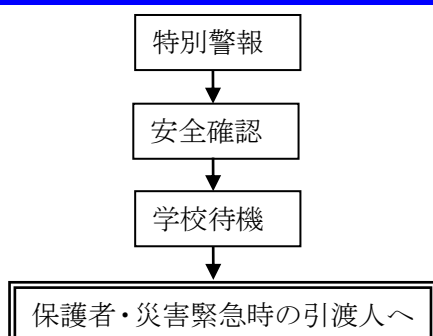 特別警報
安全確認
学校待機
保護者・災害緊急時の引渡人へ